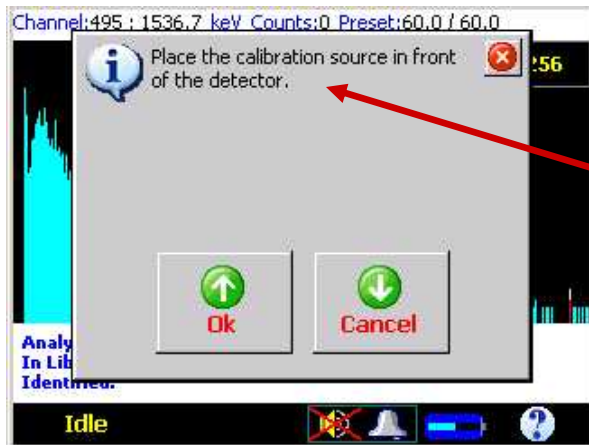 Channel:495 : 1536.7 keV Counts:0 Preset:60.0 / 60.0
Place the calibration source in front
of the detector.
:56
Ok
Cancel
Analy
In Lib
Identified.
Idle